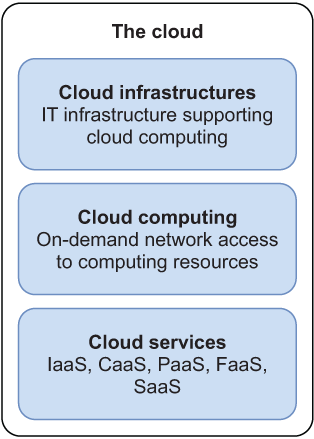 The cloud
Cloud infrastructures
IT infrastructure supporting
cloud computing
Cloud computing
On-demand network access
to computing resources
Cloud services
IaaS, CaaS, PaaS, FaaS,
SaaS